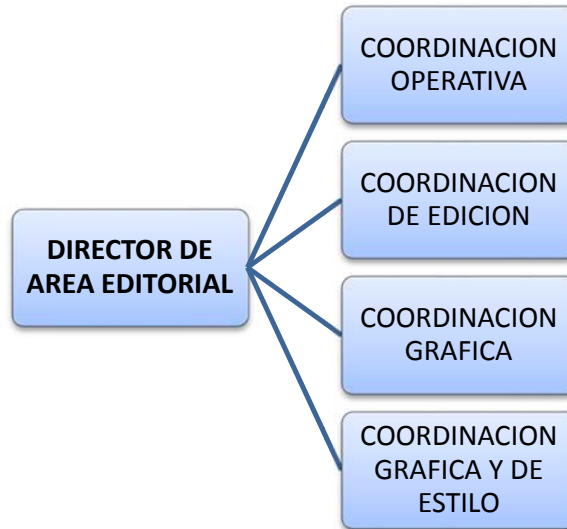 DIRECTOR DE
AREA EDITORIAL
COORDINACION
OPERATIVA
COORDINACION
DE EDICION
COORDINACION
GRAFICA
COORDINACION
GRAFICA Y DE
ESTILO